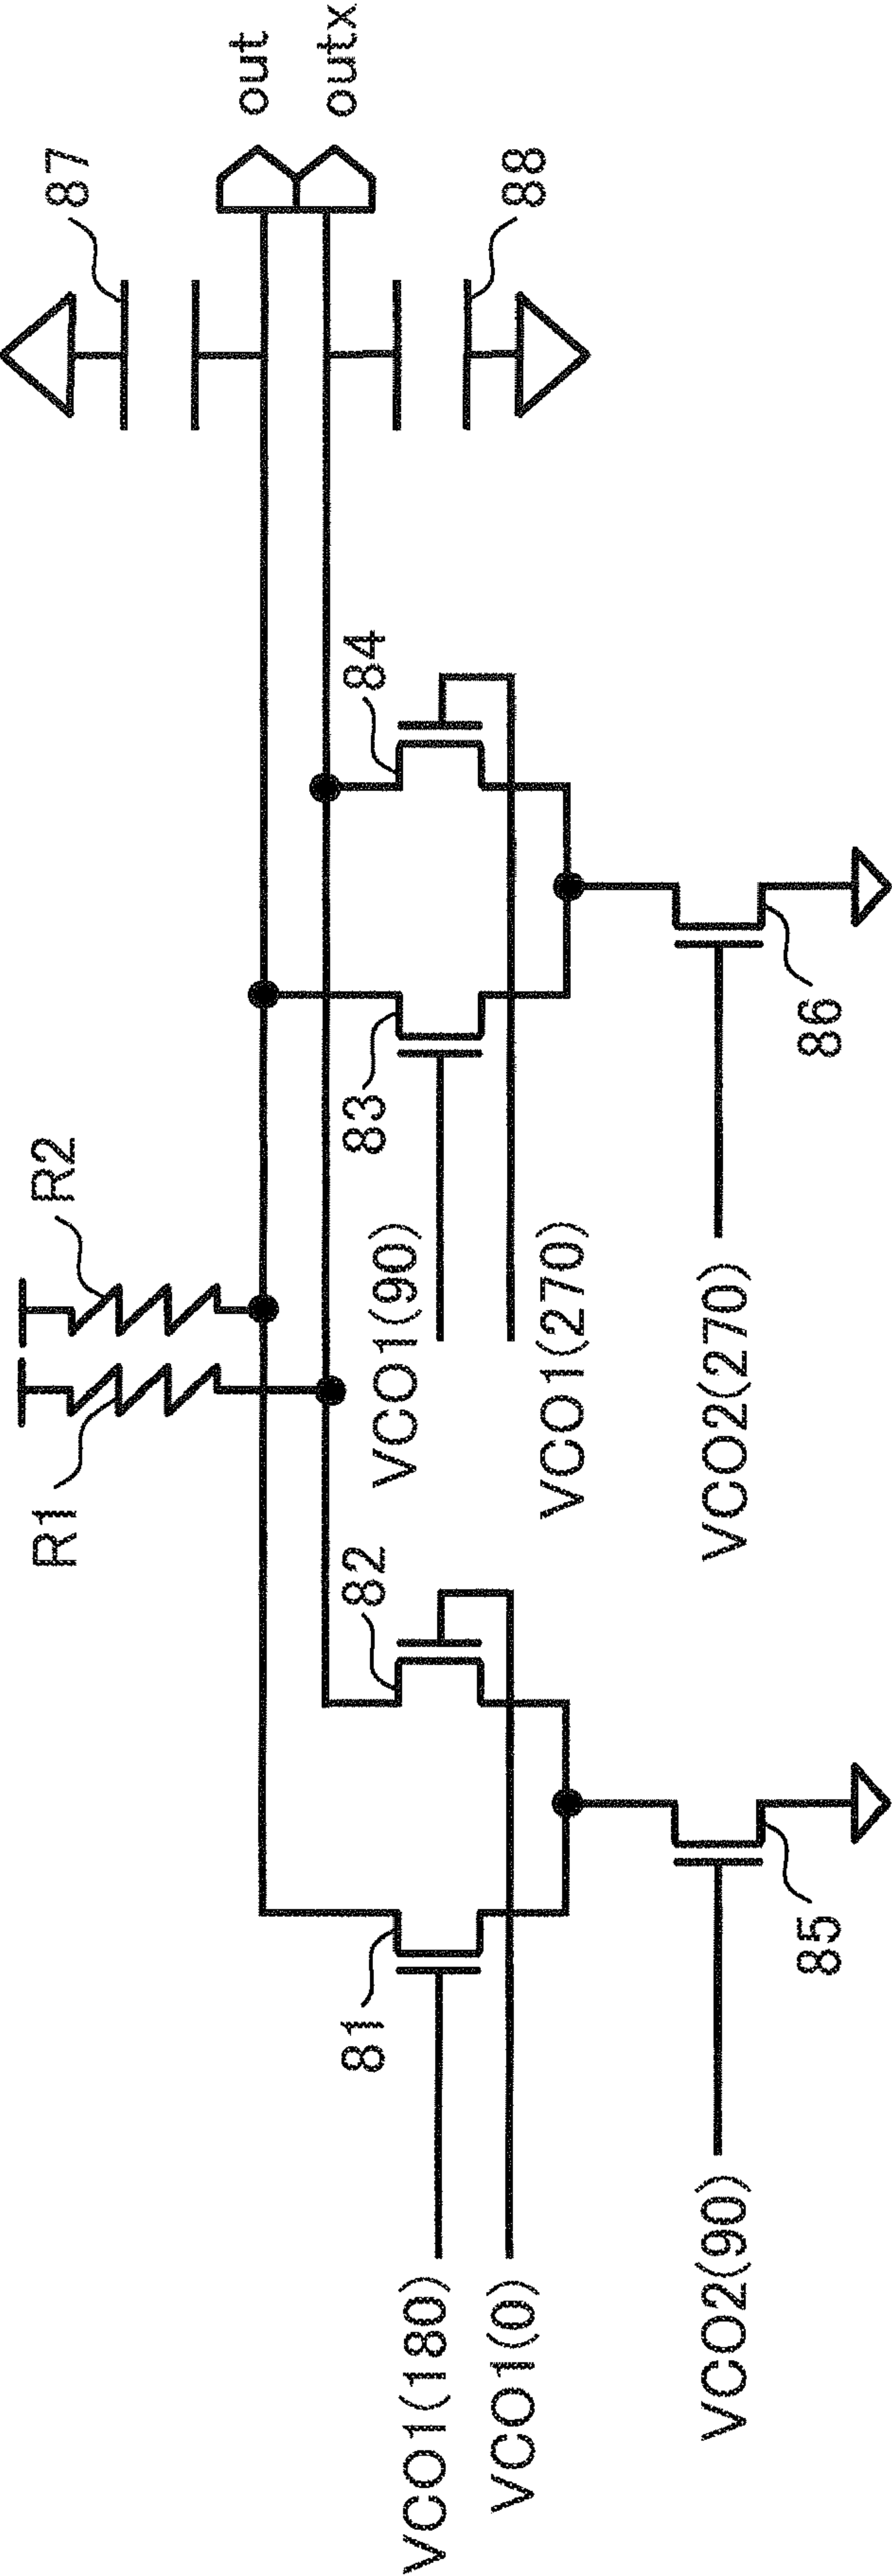 R1
R2
87
out
outx
88
81
82
83
84
VCO1(180)
VCO1(0)
VCO1(90)
VCO1(270)
VCO2(90)
85
VCO2(270)
86